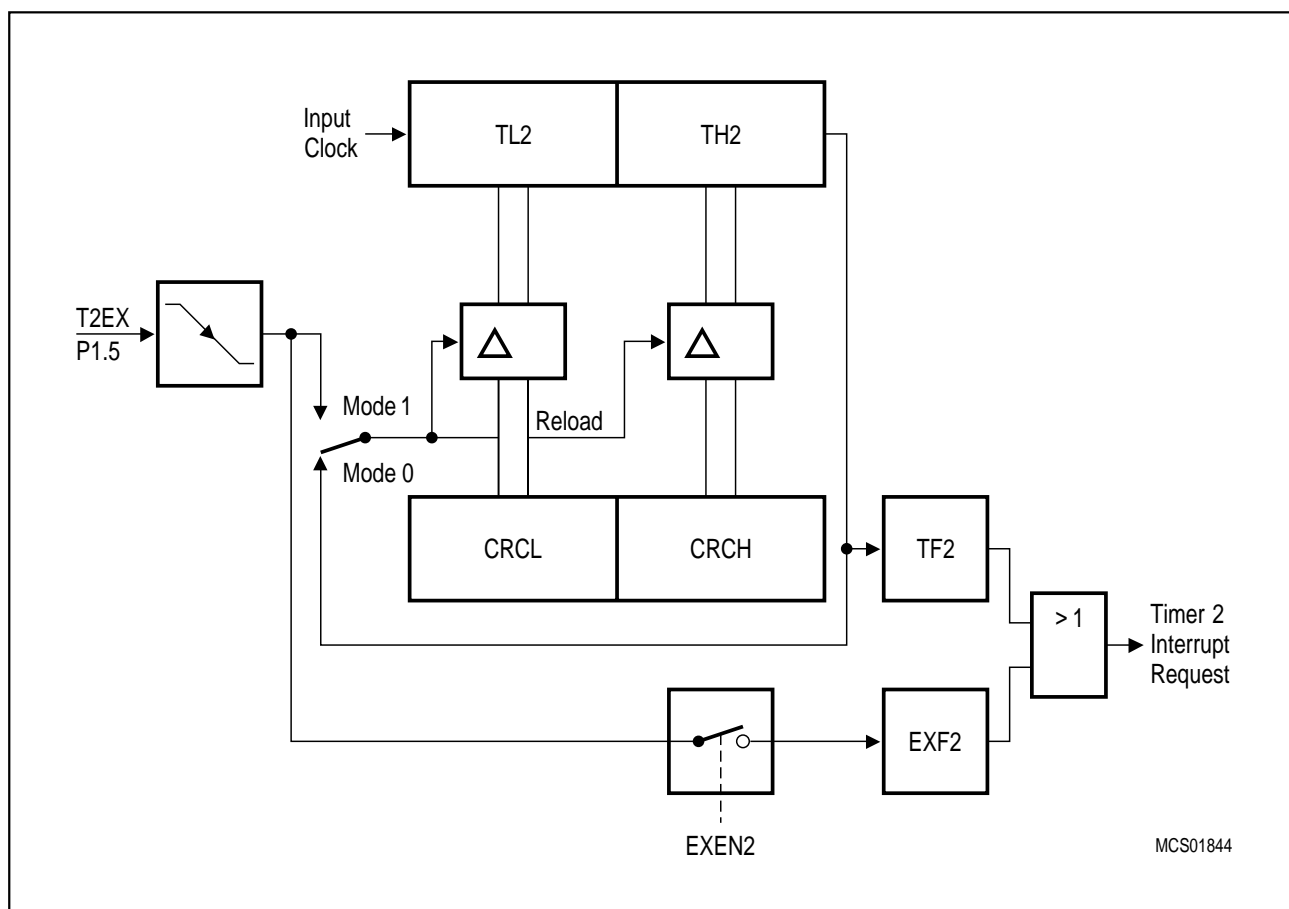 Input
Clock
TL2
TH2
T2EX
P1.5
Mode 1
Reload
Mode 0
CRCL
CRCH
TF2
> 1
Timer 2
Interrupt
Request
EXF2
EXEN2
MCS01844